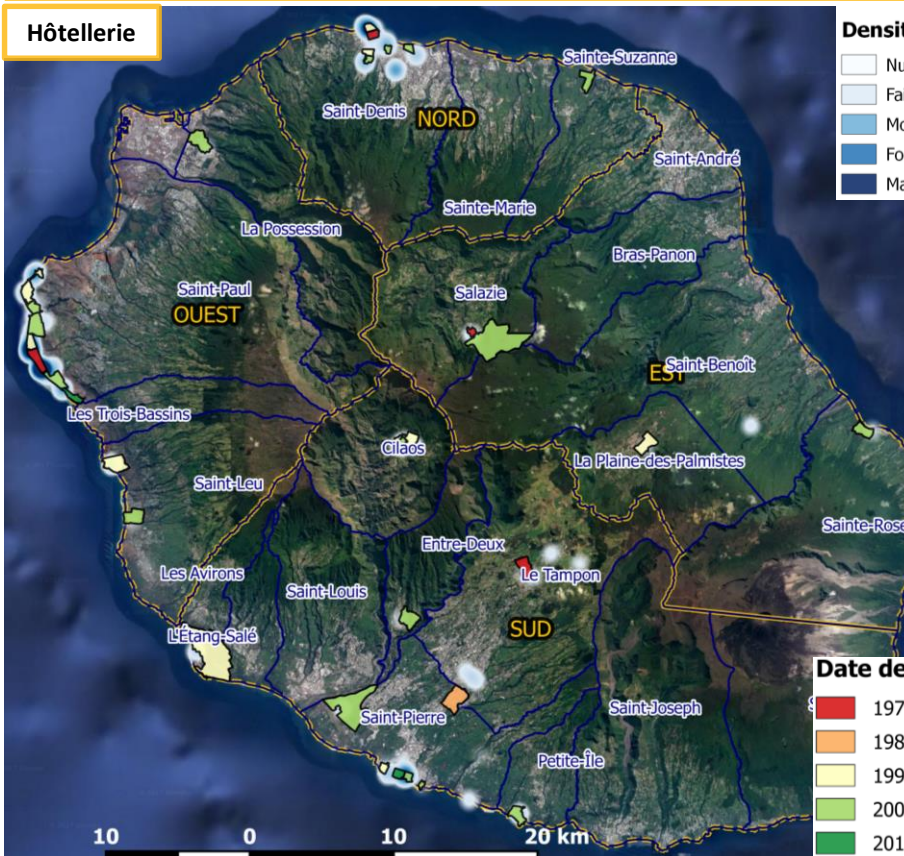 Hôtellerie
Sainte-Suzanne
Saint-Denis
NORD
Saint-André
Sainte-Marie
La Possession
Bras-Panon
Saint-Paul
Salazie
OUEST
EST
Saint-Benoît
Les Trois-Bassins
Cilaos
La Plaine-des-Palmistes
Saint-Leu
Sainte-Rose
Entre-Deux
Les Avirons
Le Tampon
Saint-Louis
SUD
L'Étang-Salé
Saint-Pierre
Saint-Joseph
Petite-Île
10 0 10 20 km
Densit
Nu
Fai
Mo
Fo
Ma
Date de
197
198
199
200
201